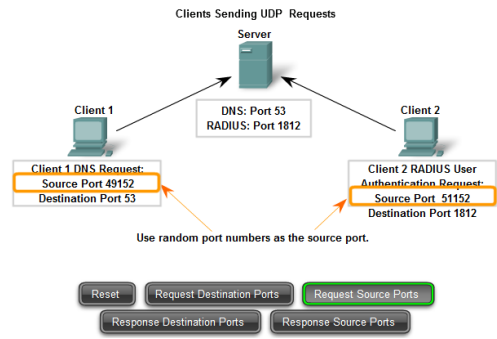 Clients Sending UDP Requests
Server
Client 1
Client 2
DNS: Port 53
RADIUS: Port 1812
Client 1 DNS Request:
Source Port 49152
Destination Port 53
Client 2 RADIUS User
Authentication Request:
Source Port 51152
Destination Port 1812
Use random port numbers as the source port.
Reset
Request Destination Ports
Request Source Ports
Response Destination Ports
Response Source Ports